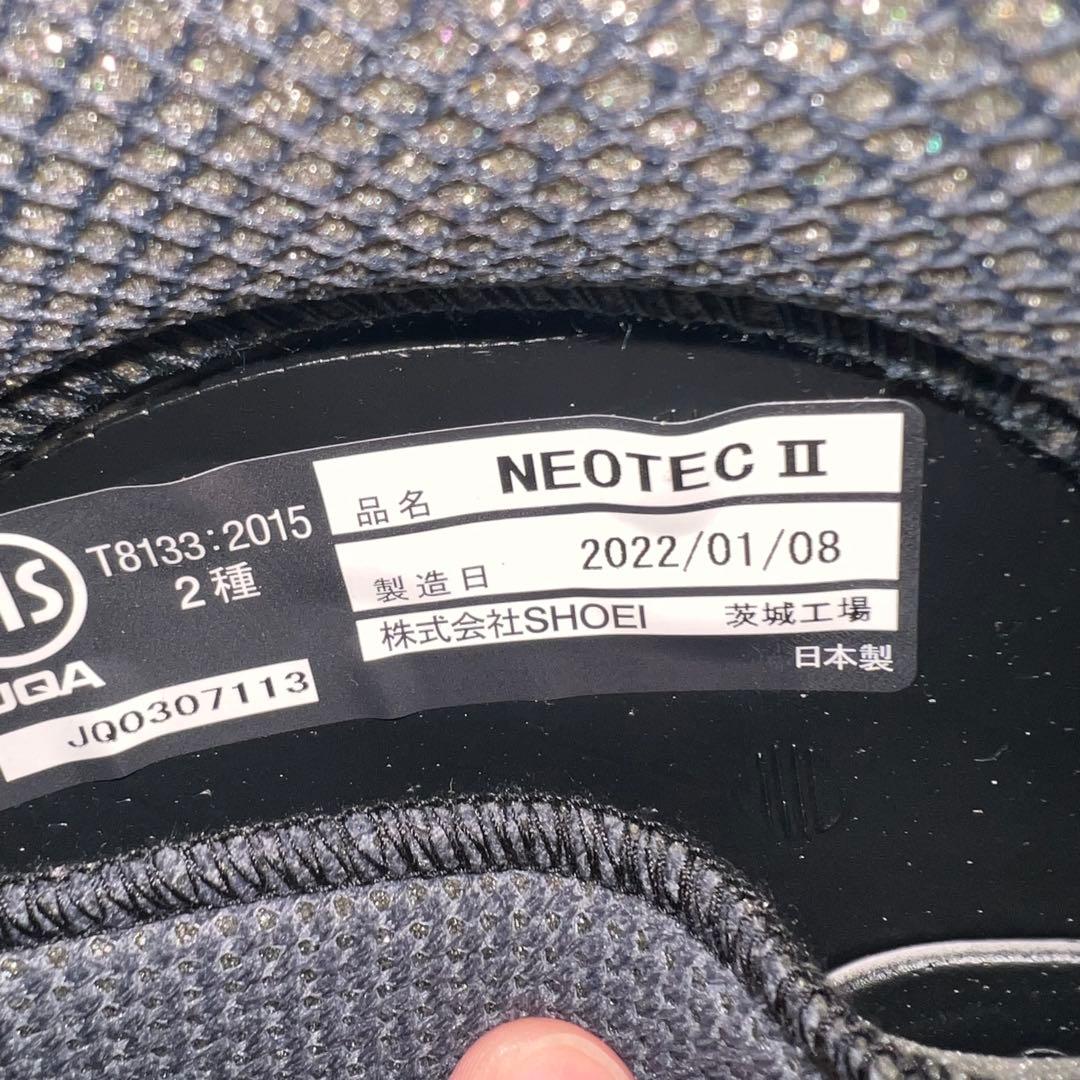 JIS
T8133:2015
2種
JQA
JQ0307113
品名 NEOTEC II
製造日 2022/01/08
株式会社SHOEI 茨城工場
日本製